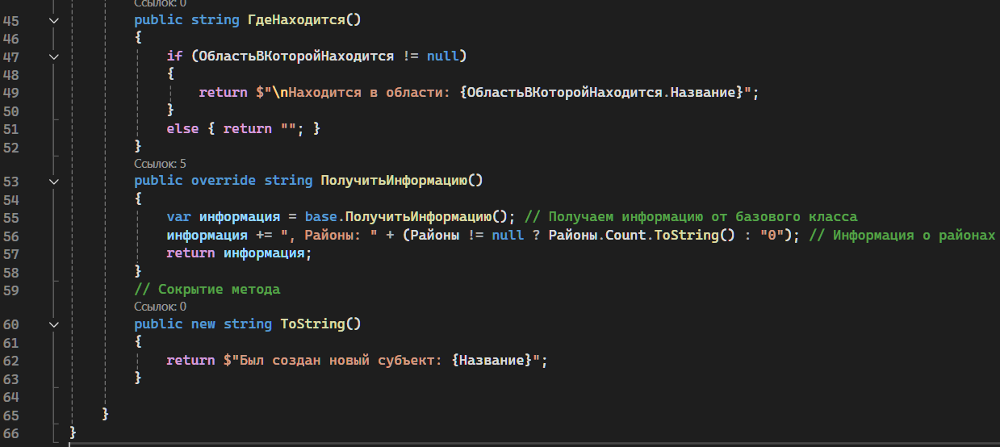 Ссылок: 0
45 public string ГдеНаходится()
46 {
47 if (ОбластьВКоторойНаходится != null)
48 {
49 return $"\nНаходится в области: {ОбластьВКоторойНаходится.Название}";
50 }
51 else { return ""; }
52 }
Ссылок: 5
53 public override string ПолучитьИнформацию()
54 {
55 var информация = base.ПолучитьИнформацию(); // Получаем информацию от базового класса
56 информация += ", Районы: " + (Районы != null ? Районы.Count.ToString() : "0"); // Информация о районах
57 return информация;
58 }
59 // Сокрытие метода
Ссылок: 0
60 public new string ToString()
61 {
62 return $"Был создан новый субъект: {Название}";
63 }
64
65 }
66 }